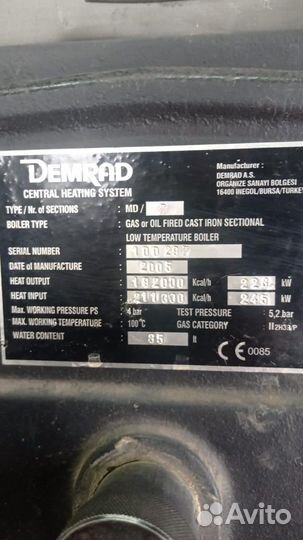 DEMRAD
CENTRAL HEATING SYSTEM
Manufacturer :
DEMRAD A.S.
ORGANIZE SANAYI BOLGESI
16400 INEGOL/BURSA/TURKEY
TYPE / Nr. of SECTIONS : MD /
BOILER TYPE : GAS or OIL FIRED CAST IRON SECTIONAL
LOW TEMPERATURE BOILER
SERIAL NUMBER :
DATE of MANUFACTURE : 2005
HEAT OUTPUT : 192000 Kcal/h kW
HEAT INPUT : 211300 Kcal/h 245 kW
Max. WORKING PRESSURE PS : 4 bar TEST PRESSURE : 5,2.bar
MAX. WORKING TEMPERATURE : 100°C GAS CATEGORY :
WATER CONTENT : lt
CE 0085
Avito